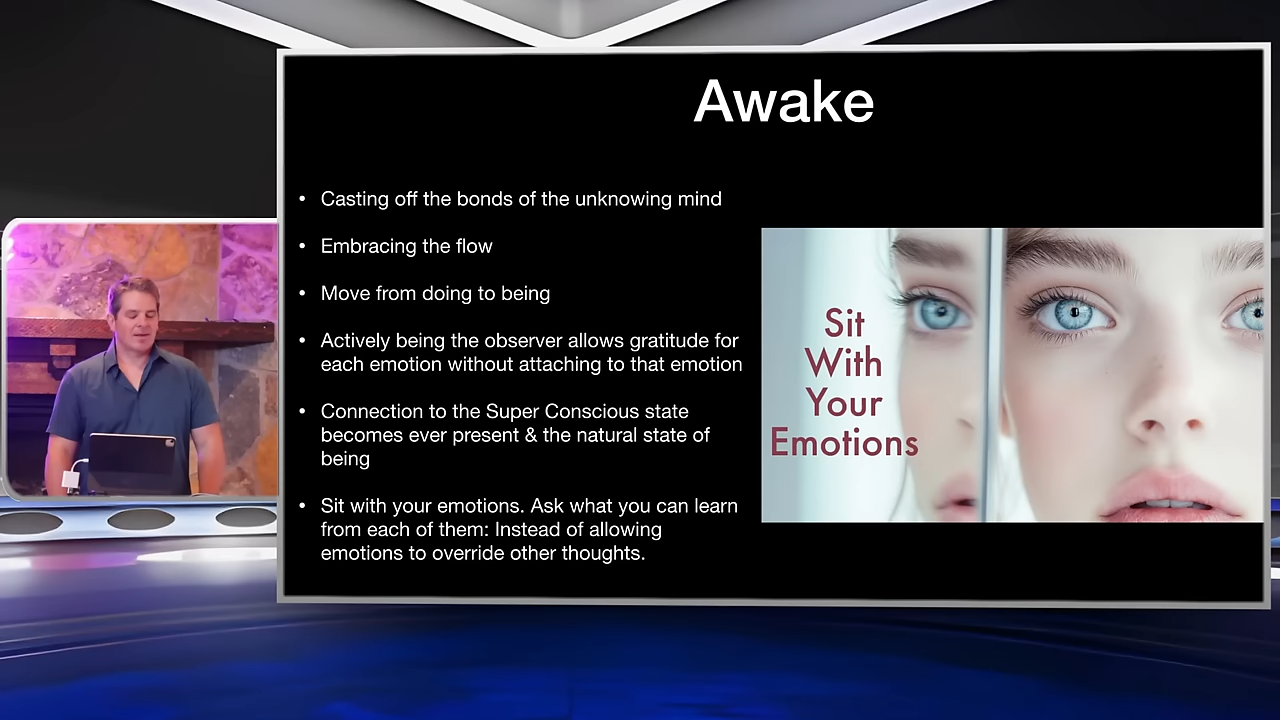 Awake
• Casting off the bonds of the unknowing mind
• Embracing the flow
• Move from doing to being
• Actively being the observer allows gratitude for
each emotion without attaching to that emotion
• Connection to the Super Conscious state
becomes ever present & the natural state of
being
• Sit with your emotions. Ask what you can learn
from each of them: Instead of allowing
emotions to override other thoughts.
Sit
With
Your
Emotions